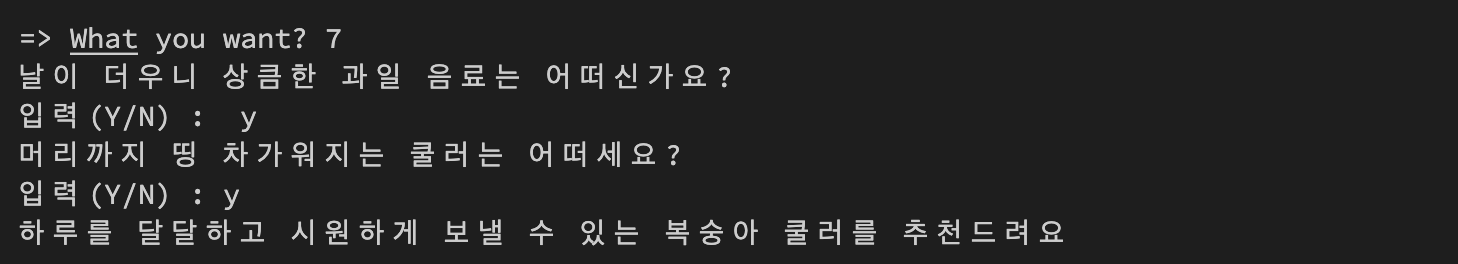 => What you want? 7
날이 더우니 상큼한 과일 음료는 어떠신가요?
입력(Y/N) :  y
머리까지 띵 차가워지는 쿨러는 어떠세요?
입력(Y/N) : y
하루를 달달하고 시원하게 보낼 수 있는 복숭아 쿨러를 추천드려요